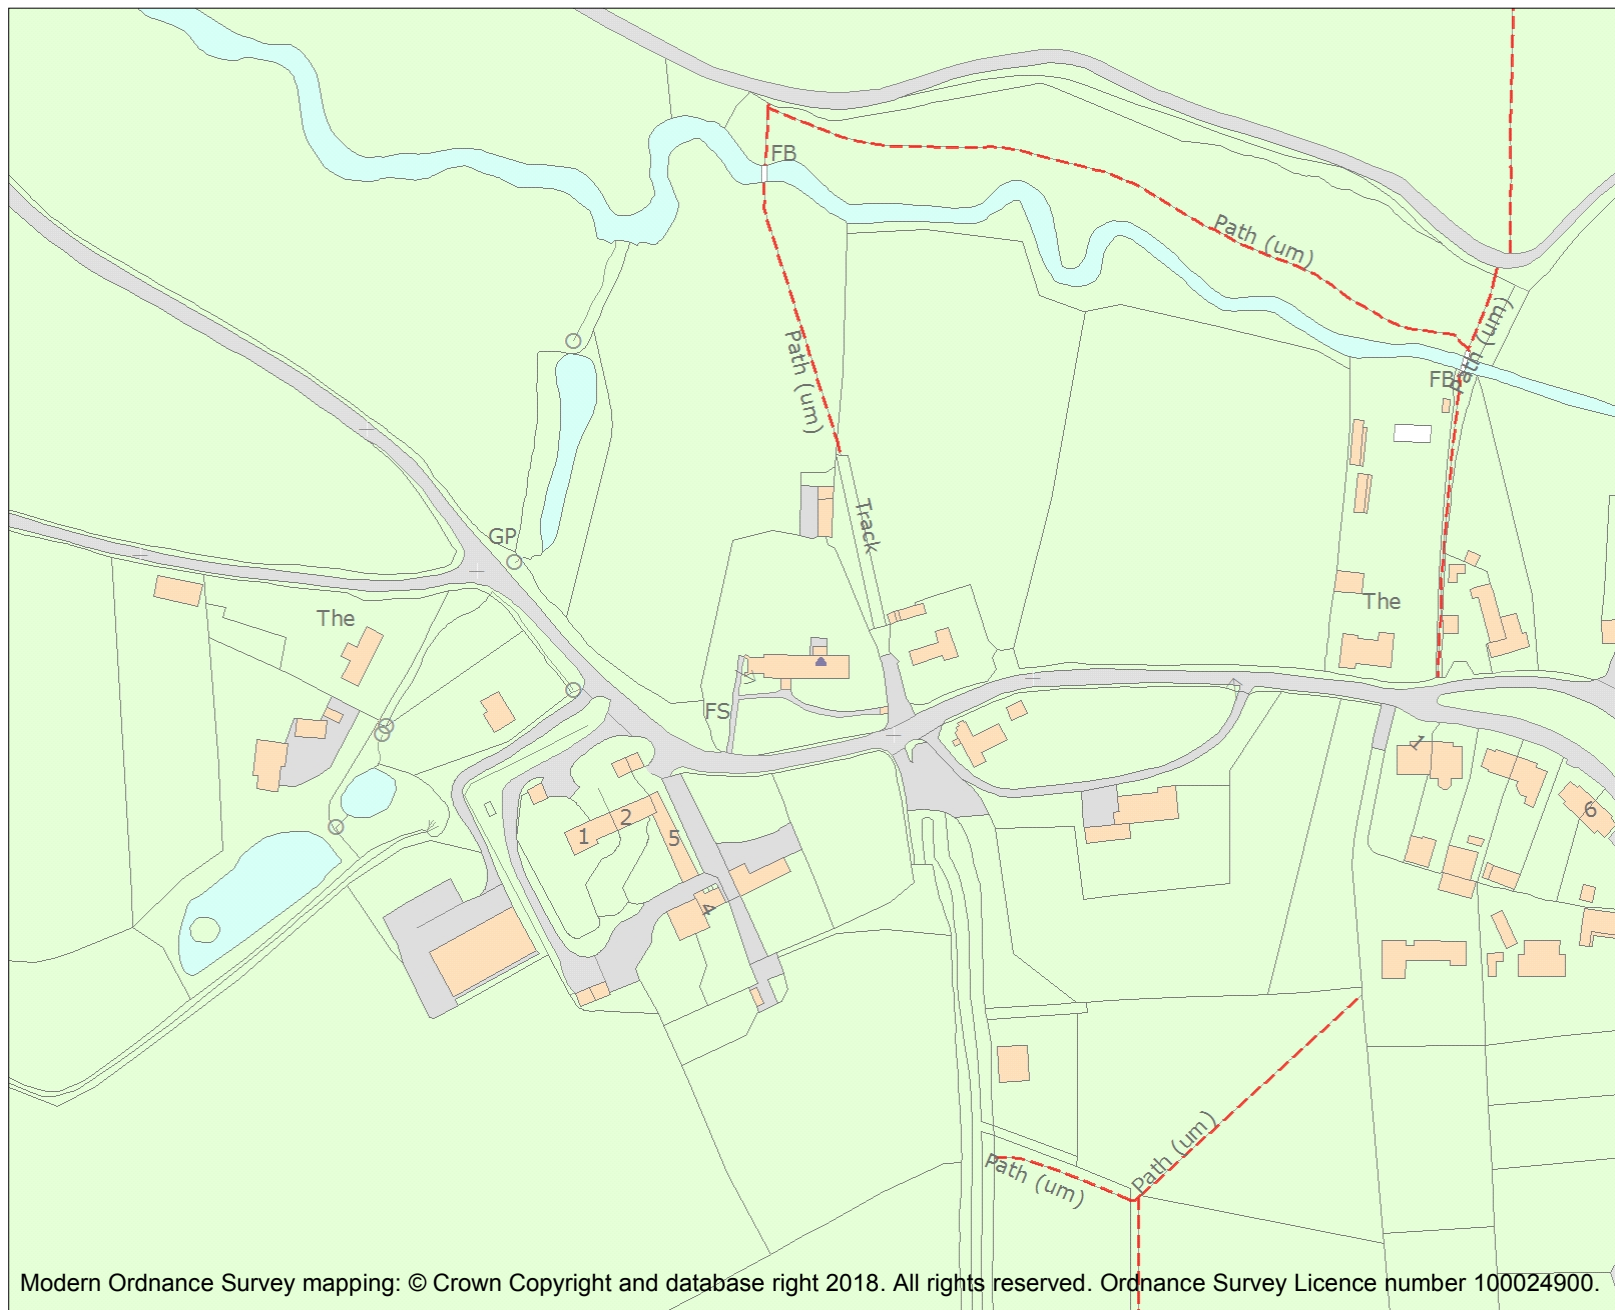 FB
Path (um)
Path (um)
Path (um)
FB
Track
GP
The
The
FS
1
2
5
4
1
6
Path (um)
Path (um)
Modern Ordnance Survey mapping: © Crown Copyright and database right 2018. All rights reserved. Ordnance Survey Licence number 100024900.